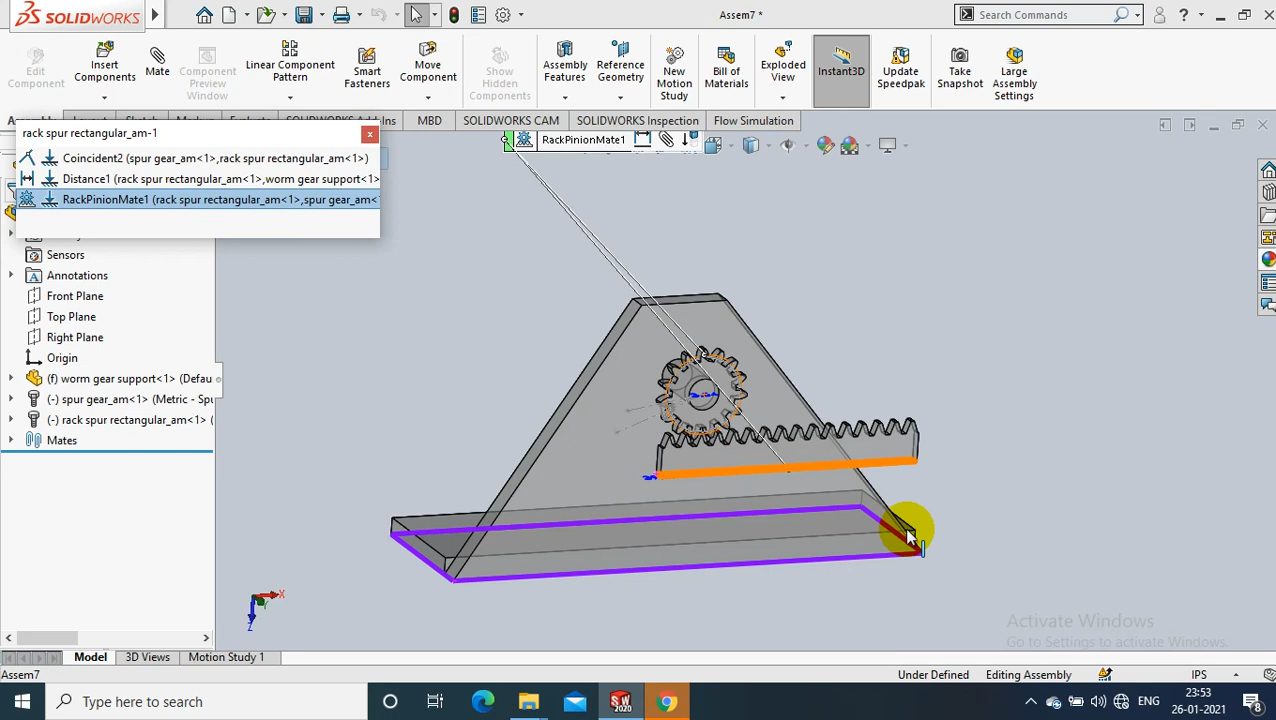 SOLIDWORKS
Assem7 *
Search Commands
Edit Component
Insert Components
Mate
Component Preview Window
Linear Component Pattern
Smart Fasteners
Move Component
Show Hidden Components
Assembly Features
Reference Geometry
New Motion Study
Bill of Materials
Exploded View
Instant3D
Update Speedpak
Take Snapshot
Large Assembly Settings
MBD
SOLIDWORKS CAM
SOLIDWORKS Inspection
Flow Simulation
rack spur rectangular_am-1
Coincident2 (spur gear_am<1>,rack spur rectangular_am<1>)
Distance1 (rack spur rectangular_am<1>,worm gear support<1>
RackPinionMate1 (rack spur rectangular_am<1>,spur gear_am<
RackPinionMate1
Sensors
Annotations
Front Plane
Top Plane
Right Plane
Origin
(f) worm gear support<1> (Defau
(-) spur gear_am<1> (Metric - Sp
(-) rack spur rectangular_am<1> (
Mates
X
Z
Activate Windows
Go to Settings to activate Windows.
Model
3D Views
Motion Study 1
Assem7
Under Defined
Editing Assembly
IPS
Type here to search
SW
2020
ENG
23:53
26-01-2021
8